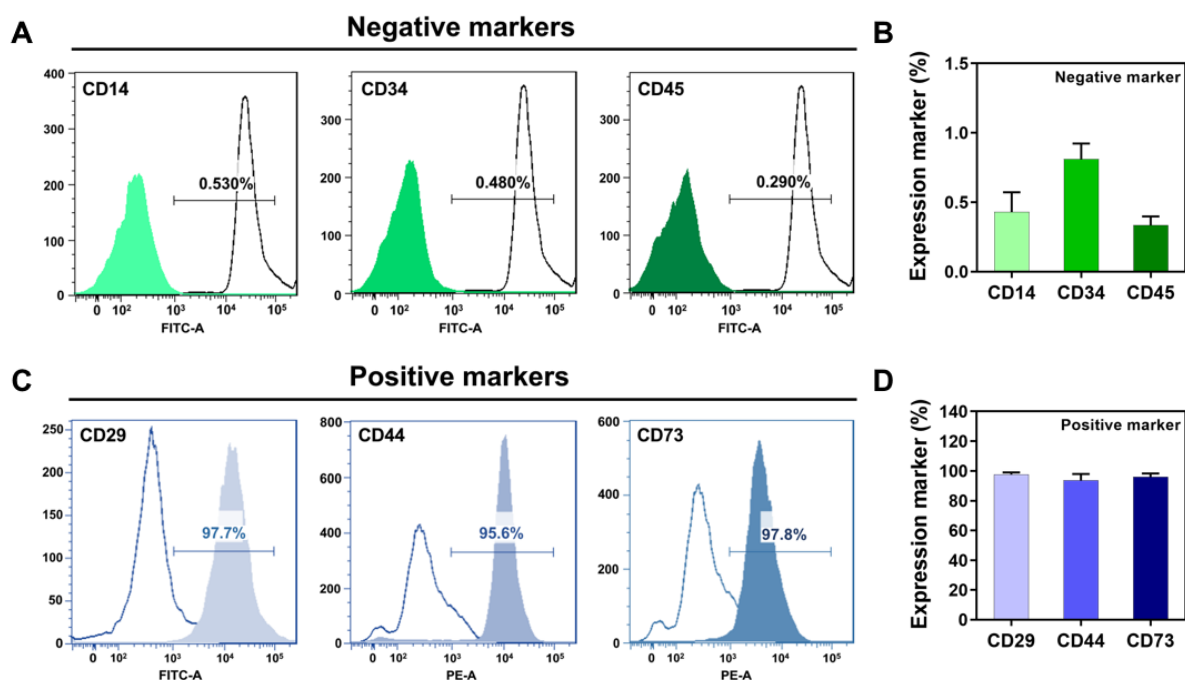 A
Negative markers
B
CD14
CD34
CD45
0.530%
0.480%
0.290%
400
300
200
100
0
0 10² 10³ 10⁴ 10⁵
FITC-A
400
300
200
100
0
0 10² 10³ 10⁴ 10⁵
FITC-A
400
300
200
100
0
0 10² 10³ 10⁴ 10⁵
FITC-A
Expression marker (%)
Negative marker
1.5
1.0
0.5
0.0
CD14 CD34 CD45
C
Positive markers
D
CD29
CD44
CD73
97.7%
95.6%
97.8%
250
200
150
100
50
0
0 10² 10³ 10⁴ 10⁵
FITC-A
800
600
400
200
0
0 10² 10³ 10⁴ 10⁵
PE-A
600
400
200
0
0 10² 10³ 10⁴ 10⁵
PE-A
Expression marker (%)
Positive marker
140
120
100
80
60
40
20
0
CD29 CD44 CD73